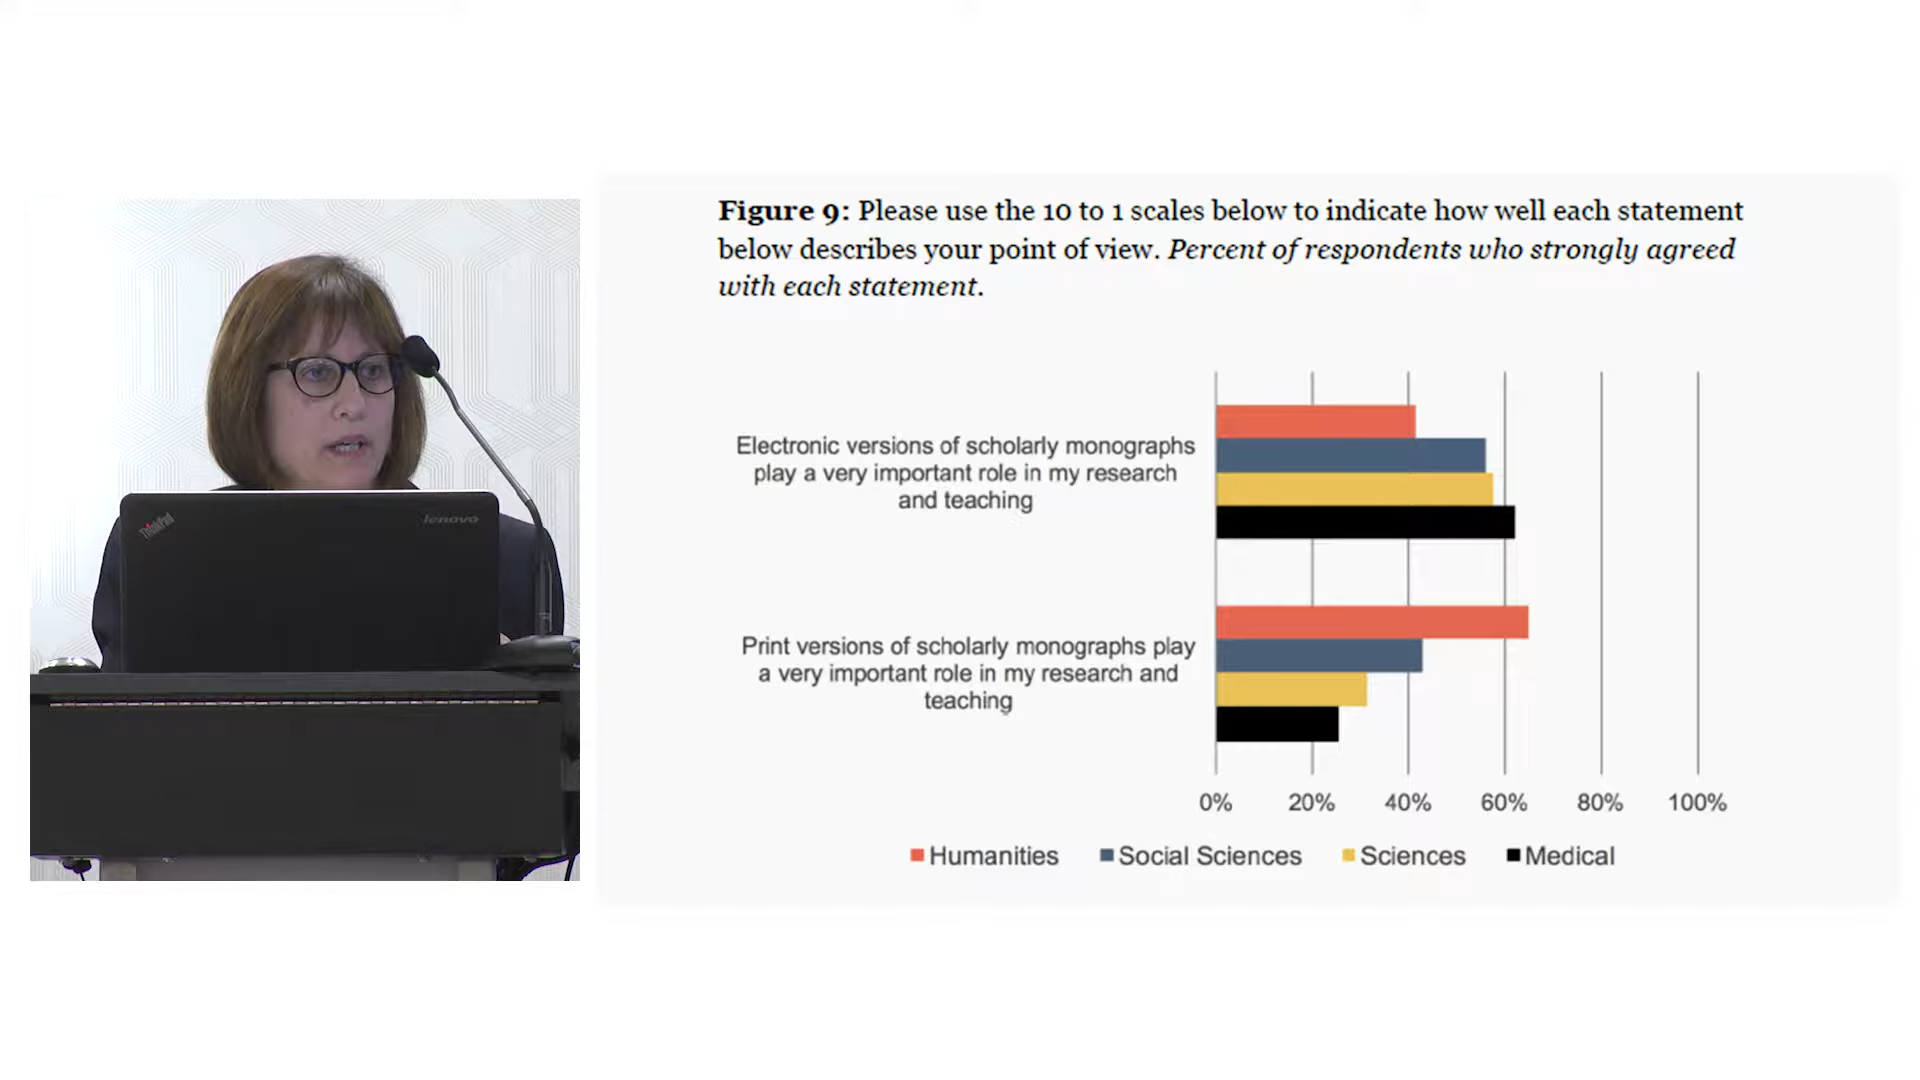 Figure 9: Please use the 10 to 1 scales below to indicate how well each statement
below describes your point of view. Percent of respondents who strongly agreed
with each statement.
Electronic versions of scholarly monographs
play a very important role in my research
and teaching
Print versions of scholarly monographs play
a very important role in my research and
teaching
0% 20% 40% 60% 80% 100%
Humanities Social Sciences Sciences Medical
ThinkPad
lenovo